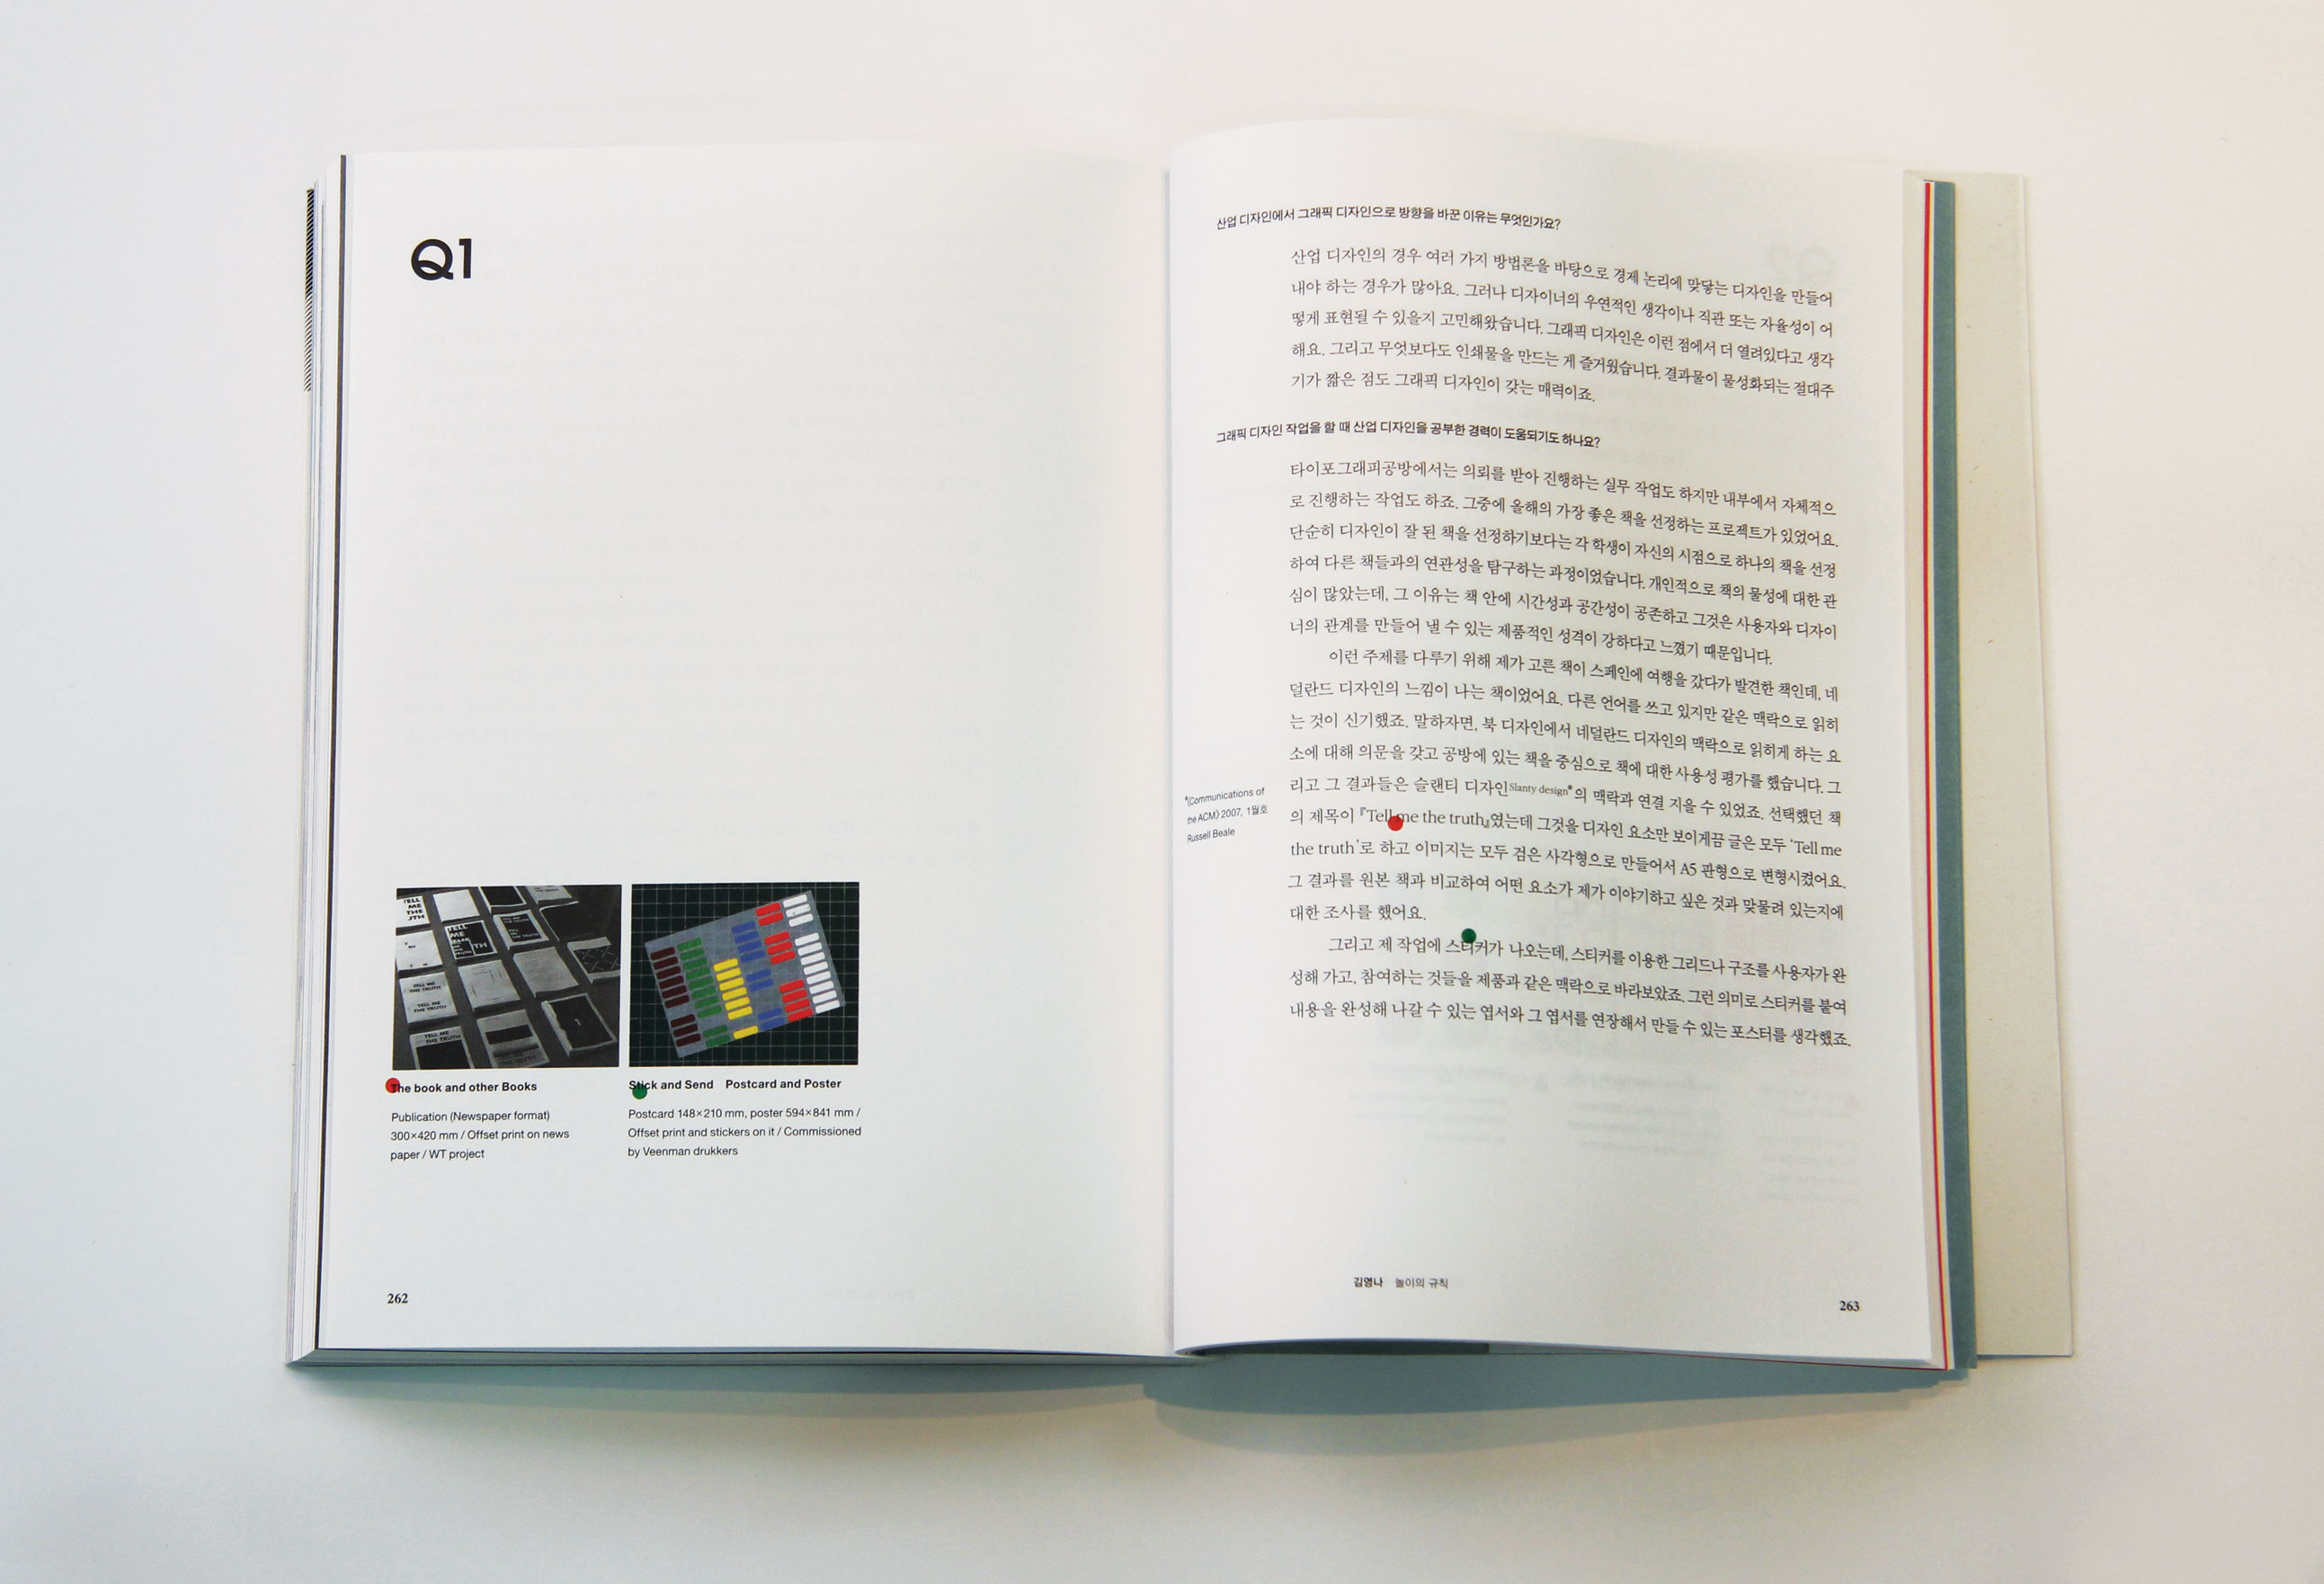 Q1
TELL
ME
THE
TELL
ME
TH
TELL ME
THE TRUTH
TELL ME
THE TRUTH
TELL ME
THE TRUTH
The book and other Books
Publication (Newspaper format)
300×420 mm / Offset print on news
paper / WT project
Stick and Send Postcard and Poster
Postcard 148×210 mm, poster 594×841 mm /
Offset print and stickers on it / Commissioned
by Veenman drukkers
262
산업 디자인에서 그래픽 디자인으로 방향을 바꾼 이유는 무엇인가요?
산업 디자인의 경우 여러 가지 방법론을 바탕으로 경제 논리에 맞닿는 디자인을 만들어
내야 하는 경우가 많아요. 그러나 디자이너의 우연적인 생각이나 직관 또는 자율성이 어
떻게 표현될 수 있을지 고민해왔습니다. 그래픽 디자인은 이런 점에서 더 열려있다고 생각
해요. 그리고 무엇보다도 인쇄물을 만드는 게 즐거웠습니다. 결과물이 물성화되는 절대주
기가 짧은 점도 그래픽 디자인이 갖는 매력이죠.
그래픽 디자인 작업을 할 때 산업 디자인을 공부한 경력이 도움되기도 하나요?
타이포그래피공방에서는 의뢰를 받아 진행하는 실무 작업도 하지만 내부에서 자체적으
로 진행하는 작업도 하죠. 그중에 올해의 가장 좋은 책을 선정하는 프로젝트가 있었어요.
단순히 디자인이 잘 된 책을 선정하기보다는 각 학생이 자신의 시점으로 하나의 책을 선정
하여 다른 책들과의 연관성을 탐구하는 과정이었습니다. 개인적으로 책의 물성에 대한 관
심이 많았는데, 그 이유는 책 안에 시간성과 공간성이 공존하고 그것은 사용자와 디자이
너의 관계를 만들어 낼 수 있는 제품적인 성격이 강하다고 느꼈기 때문입니다.
이런 주제를 다루기 위해 제가 고른 책이 스페인에 여행을 갔다가 발견한 책인데, 네
덜란드 디자인의 느낌이 나는 책이었어요. 다른 언어를 쓰고 있지만 같은 맥락으로 읽히
는 것이 신기했죠. 말하자면, 북 디자인에서 네덜란드 디자인의 맥락으로 읽히게 하는 요
소에 대해 의문을 갖고 공방에 있는 책을 중심으로 책에 대한 사용성 평가를 했습니다. 그
리고 그 결과들은 슬랜티 디자인Slanty design*의 맥락과 연결 지을 수 있었죠. 선택했던 책
의 제목이 『Tell me the truth』였는데 그것을 디자인 요소만 보이게끔 글은 모두 ‘Tell me
the truth’로 하고 이미지는 모두 검은 사각형으로 만들어서 A5 판형으로 변형시켰어요.
그 결과를 원본 책과 비교하여 어떤 요소가 제가 이야기하고 싶은 것과 맞물려 있는지에
대한 조사를 했어요.
그리고 제 작업에 스티커가 나오는데, 스티커를 이용한 그리드나 구조를 사용자가 완
성해 가고, 참여하는 것들을 제품과 같은 맥락으로 바라보았죠. 그런 의미로 스티커를 붙여
내용을 완성해 나갈 수 있는 엽서와 그 엽서를 연장해서 만들 수 있는 포스터를 생각했죠.
*〈Communications of
the ACM〉 2007, 1월호
Russell Beale
김영나 놀이의 규칙
263